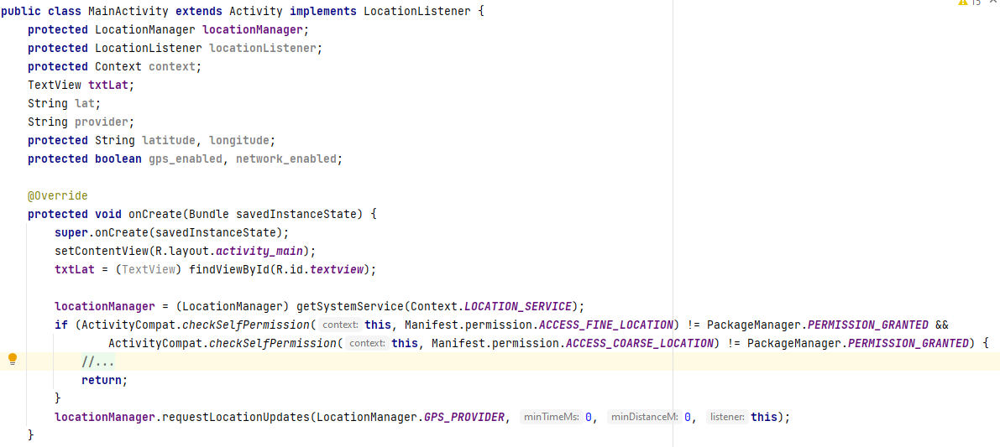 public class MainActivity extends Activity implements LocationListener {
15
    protected LocationManager locationManager;
    protected LocationListener locationListener;
    protected Context context;
    TextView txtLat;
    String lat;
    String provider;
    protected String latitude, longitude;
    protected boolean gps_enabled, network_enabled;

    @Override
    protected void onCreate(Bundle savedInstanceState) {
        super.onCreate(savedInstanceState);
        setContentView(R.layout.activity_main);
        txtLat = (TextView) findViewById(R.id.textview);

        locationManager = (LocationManager) getSystemService(Context.LOCATION_SERVICE);
        if (ActivityCompat.checkSelfPermission( context: this, Manifest.permission.ACCESS_FINE_LOCATION) != PackageManager.PERMISSION_GRANTED &&
                ActivityCompat.checkSelfPermission( context: this, Manifest.permission.ACCESS_COARSE_LOCATION) != PackageManager.PERMISSION_GRANTED) {
            //...
            return;
        }
        locationManager.requestLocationUpdates(LocationManager.GPS_PROVIDER, minTimeMs: 0, minDistanceM: 0, listener: this);
    }